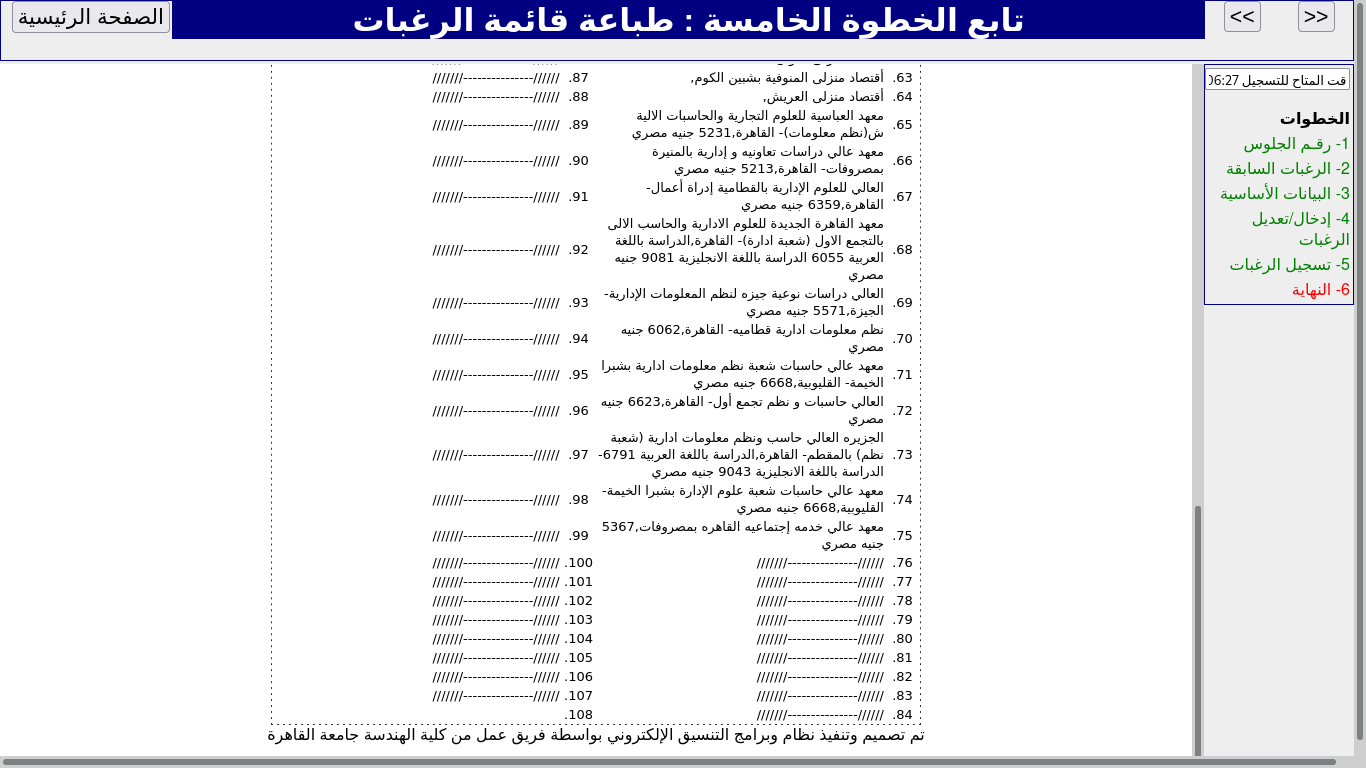 الصفحة الرئيسية
تابع الخطوة الخامسة : طباعة قائمة الرغبات
<<
>>
قت المتاح للتسجيل 06:27
الخطوات
1- رقـم الجلوس
2- الرغبات السابقة
3- البيانات الأساسية
4- إدخال/تعديل
الرغبات
5- تسجيل الرغبات
6- النهاية
.63 أقتصاد منزلى المنوفية بشبين الكوم,
.87 //////---------------///////
.64 أقتصاد منزلى العريش,
.88 //////---------------///////
.65 معهد العباسية للعلوم التجارية والحاسبات الالية
ش(نظم معلومات)- القاهرة,5231 جنيه مصري
.89 //////---------------///////
.66 معهد عالي دراسات تعاونيه و إدارية بالمنيرة
بمصروفات- القاهرة,5213 جنيه مصري
.90 //////---------------///////
.67 العالي للعلوم الإدارية بالقطامية إدراة أعمال-
القاهرة,6359 جنيه مصري
.91 //////---------------///////
.68 معهد القاهرة الجديدة للعلوم الادارية والحاسب الالى
بالتجمع الاول (شعبة ادارة)- القاهرة,الدراسة باللغة
العربية 6055 الدراسة باللغة الانجليزية 9081 جنيه
مصري
.92 //////---------------///////
.69 العالي دراسات نوعية جيزه لنظم المعلومات الإدارية-
الجيزة,5571 جنيه مصري
.93 //////---------------///////
.70 نظم معلومات ادارية قطاميه- القاهرة,6062 جنيه
مصري
.94 //////---------------///////
.71 معهد عالي حاسبات شعبة نظم معلومات ادارية بشبرا
الخيمة- القليوبية,6668 جنيه مصري
.95 //////---------------///////
.72 العالي حاسبات و نظم تجمع أول- القاهرة,6623 جنيه
مصري
.96 //////---------------///////
.73 الجزيره العالي حاسب ونظم معلومات ادارية (شعبة
نظم) بالمقطم- القاهرة,الدراسة باللغة العربية 6791-
الدراسة باللغة الانجليزية 9043 جنيه مصري
.97 //////---------------///////
.74 معهد عالي حاسبات شعبة علوم الإدارة بشبرا الخيمة-
القليوبية,6668 جنيه مصري
.98 //////---------------///////
.75 معهد عالي خدمه إجتماعيه القاهره بمصروفات,5367
جنيه مصري
.99 //////---------------///////
.76 //////---------------///////
.100 //////---------------///////
.77 //////---------------///////
.101 //////---------------///////
.78 //////---------------///////
.102 //////---------------///////
.79 //////---------------///////
.103 //////---------------///////
.80 //////---------------///////
.104 //////---------------///////
.81 //////---------------///////
.105 //////---------------///////
.82 //////---------------///////
.106 //////---------------///////
.83 //////---------------///////
.107 //////---------------///////
.84 //////---------------///////
.108
تم تصميم وتنفيذ نظام وبرامج التنسيق الإلكتروني بواسطة فريق عمل من كلية الهندسة جامعة القاهرة